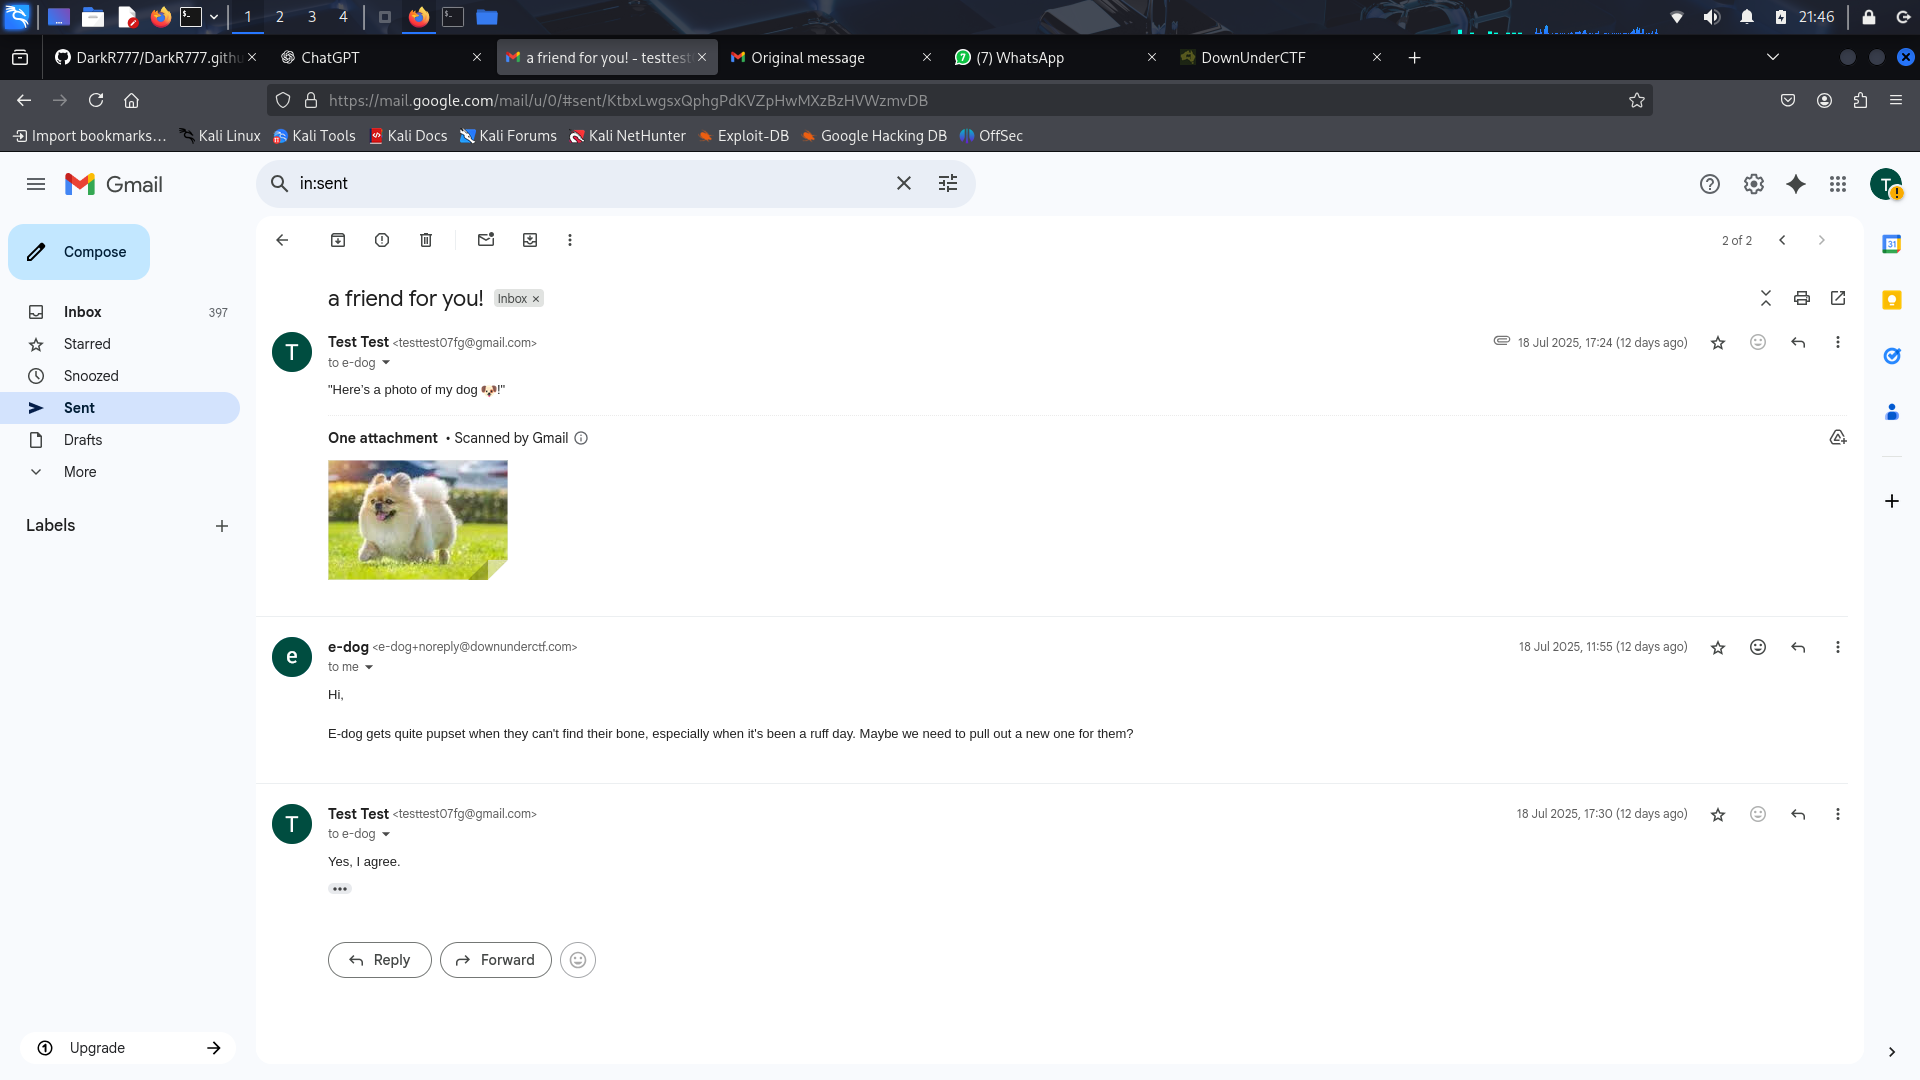 1 2 3 4 21:46
DarkR777/DarkR777.githu ChatGPT a friend for you! - testtest Original message (7) WhatsApp DownUnderCTF
https://mail.google.com/mail/u/0/#sent/KtbxLwgsxQphgPdKVZpHwMXzBzHVWzmvDB
Import bookmarks… Kali Linux Kali Tools Kali Docs Kali Forums Kali NetHunter Exploit-DB Google Hacking DB OffSec
Gmail in:sent
Compose
2 of 2
Inbox 397
Starred
Snoozed
Sent
Drafts
More
Labels
Upgrade
a friend for you! Inbox
Test Test <testtest07fg@gmail.com> 18 Jul 2025, 17:24 (12 days ago)
to e-dog
"Here's a photo of my dog 🐶!"
One attachment • Scanned by Gmail
e-dog <e-dog+noreply@downunderctf.com> 18 Jul 2025, 11:55 (12 days ago)
to me
Hi,
E-dog gets quite pupset when they can't find their bone, especially when it's been a ruff day. Maybe we need to pull out a new one for them?
Test Test <testtest07fg@gmail.com> 18 Jul 2025, 17:30 (12 days ago)
to e-dog
Yes, I agree.
Reply Forward